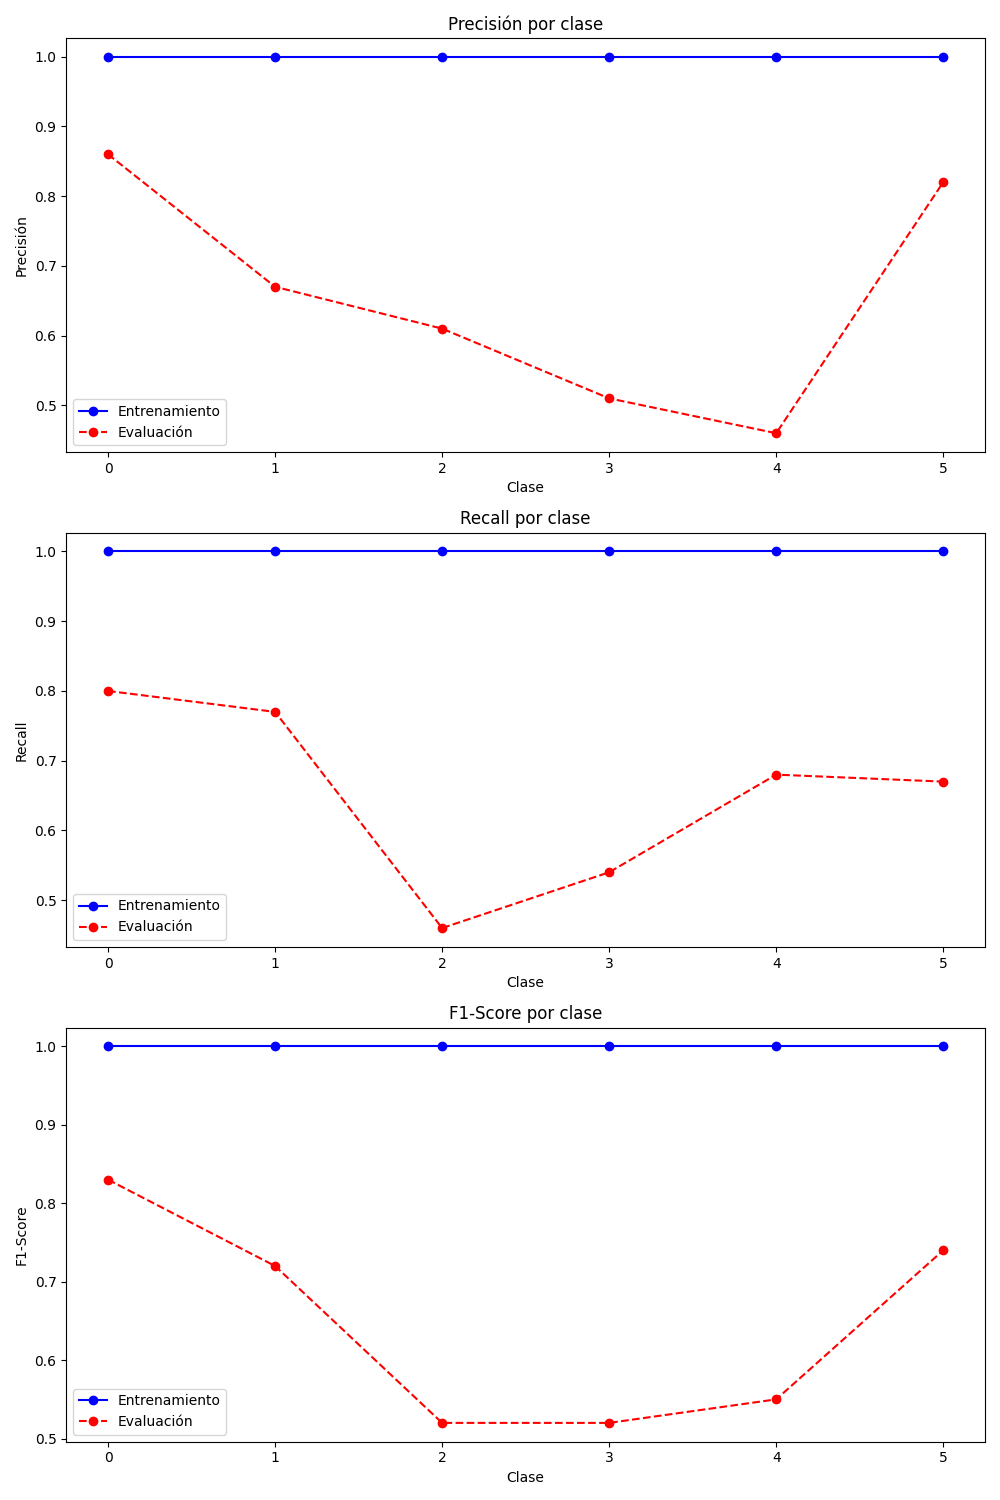 Precisión por clase
1.0
0.9
0.8
0.7
0.6
0.5
Precisión
Entrenamiento
Evaluación
0 1 2 3 4 5
Clase
Recall por clase
1.0
0.9
0.8
0.7
0.6
0.5
Recall
Entrenamiento
Evaluación
0 1 2 3 4 5
Clase
F1-Score por clase
1.0
0.9
0.8
0.7
0.6
0.5
F1-Score
Entrenamiento
Evaluación
0 1 2 3 4 5
Clase